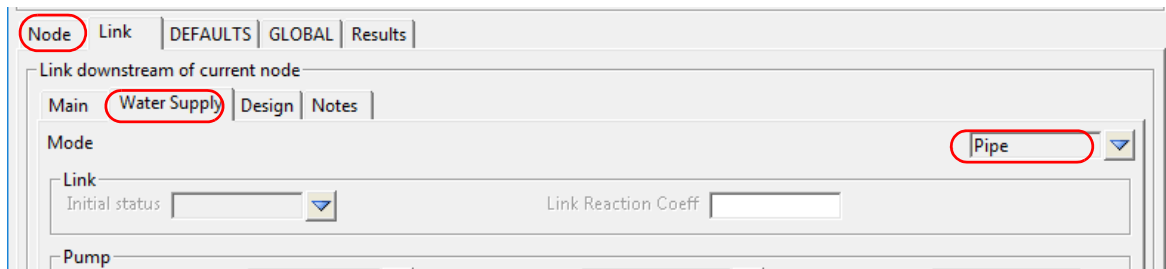 Node Link DEFAULTS GLOBAL Results
Link downstream of current node
Main Water Supply Design Notes
Mode Pipe
Link
Initial status Link Reaction Coeff
Pump